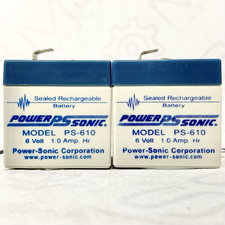 Sealed Rechargeable
Battery
POWER PS SONIC
MODEL PS-610
6 Volt 1.0 Amp. Hr
Power-Sonic Corporation
www.power-sonic.com
Sealed Rechargeable
Battery
POWER PS SONIC
MODEL PS-610
6 Volt 1.0 Amp. Hr
Power-Sonic Corporation
www.power-sonic.com